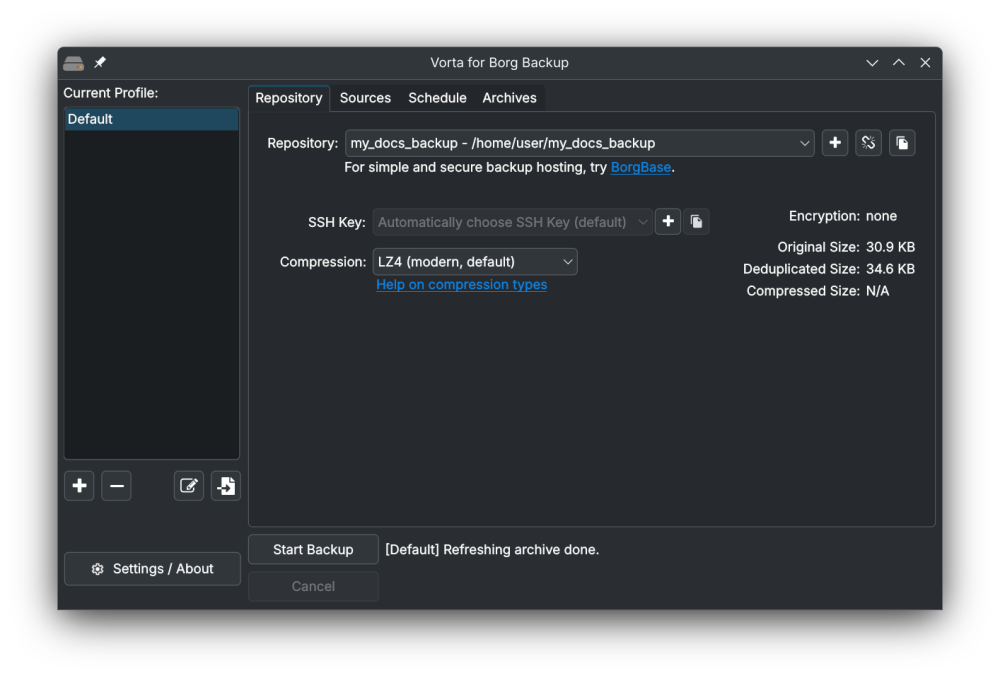 Vorta for Borg Backup
Current Profile:
Default
Repository Sources Schedule Archives
Repository: my_docs_backup - /home/user/my_docs_backup
For simple and secure backup hosting, try BorgBase.
SSH Key: Automatically choose SSH Key (default)
Compression: LZ4 (modern, default)
Help on compression types
Encryption: none
Original Size: 30.9 KB
Deduplicated Size: 34.6 KB
Compressed Size: N/A
Start Backup [Default] Refreshing archive done.
Settings / About
Cancel